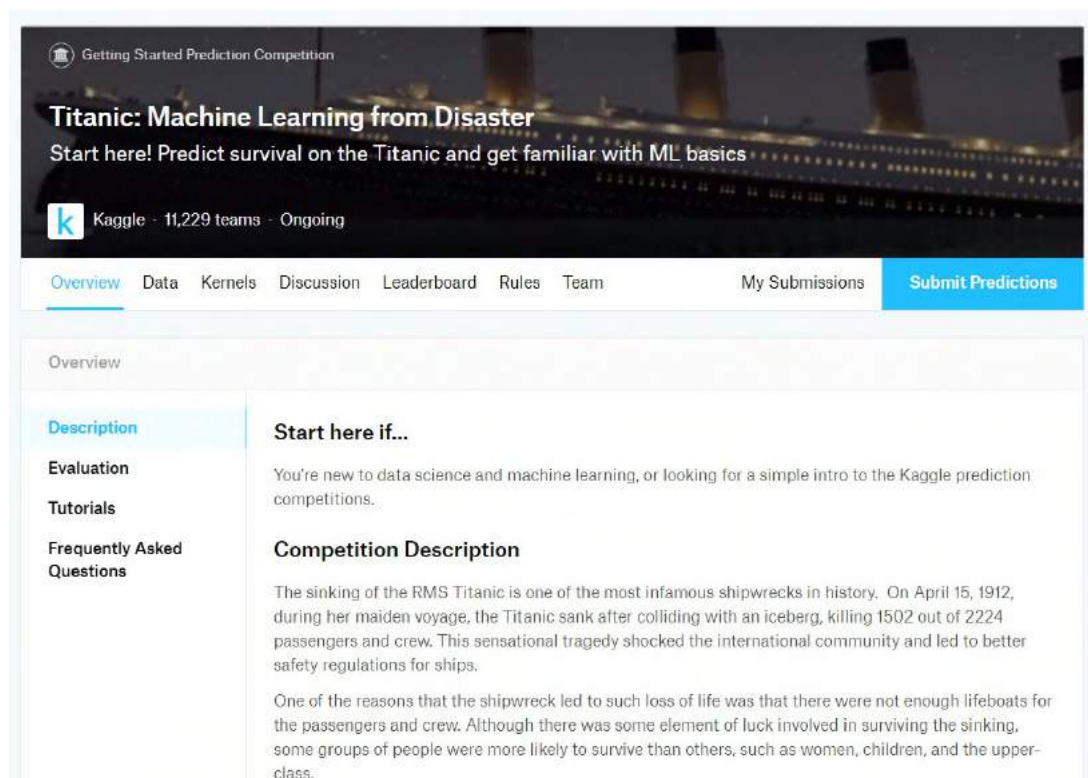 Getting Started Prediction Competition
Titanic: Machine Learning from Disaster
Start here! Predict survival on the Titanic and get familiar with ML basics
k
Kaggle · 11,229 teams · Ongoing
Overview Data Kernels Discussion Leaderboard Rules Team My Submissions Submit Predictions
Overview
Description
Evaluation
Tutorials
Frequently Asked
Questions
Start here if...
You're new to data science and machine learning, or looking for a simple intro to the Kaggle prediction
competitions.
Competition Description
The sinking of the RMS Titanic is one of the most infamous shipwrecks in history. On April 15, 1912,
during her maiden voyage, the Titanic sank after colliding with an iceberg, killing 1502 out of 2224
passengers and crew. This sensational tragedy shocked the international community and led to better
safety regulations for ships.
One of the reasons that the shipwreck led to such loss of life was that there were not enough lifeboats for
the passengers and crew. Although there was some element of luck involved in surviving the sinking,
some groups of people were more likely to survive than others, such as women, children, and the upper-
class.